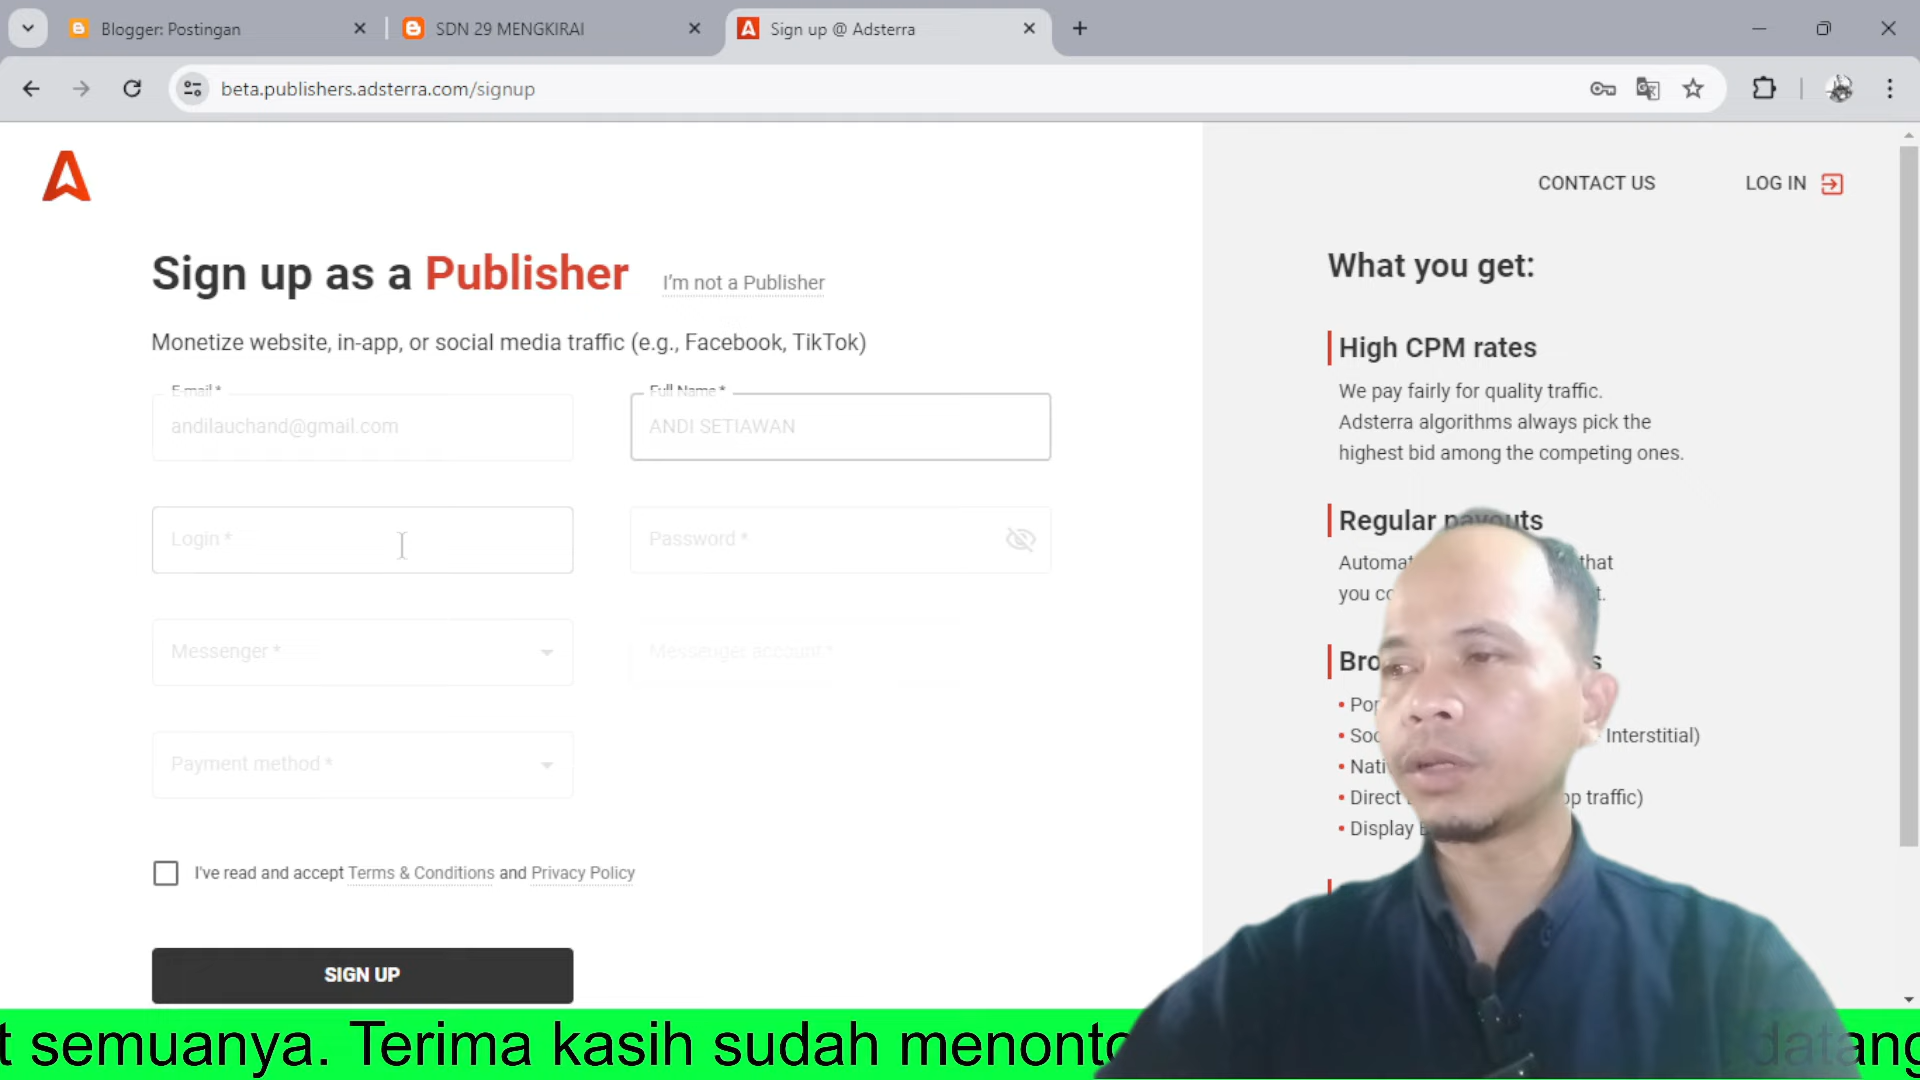 Blogger: Postingan
SDN 29 MENGKIRAI
Sign up @ Adsterra
beta.publishers.adsterra.com/signup
CONTACT US
LOG IN
Sign up as a Publisher
I'm not a Publisher
Monetize website, in-app, or social media traffic (e.g., Facebook, TikTok)
E-mail *
andilauchand@gmail.com
Full Name *
ANDI SETIAWAN
Login *
Password *
Messenger *
Messenger account *
Payment method *
I've read and accept Terms & Conditions and Privacy Policy
SIGN UP
What you get:
High CPM rates
We pay fairly for quality traffic.
Adsterra algorithms always pick the
highest bid among the competing ones.
Regular payouts
that
you
Interstitial)
Direct
traffic)
Display
semuanya. Terima kasih sudah